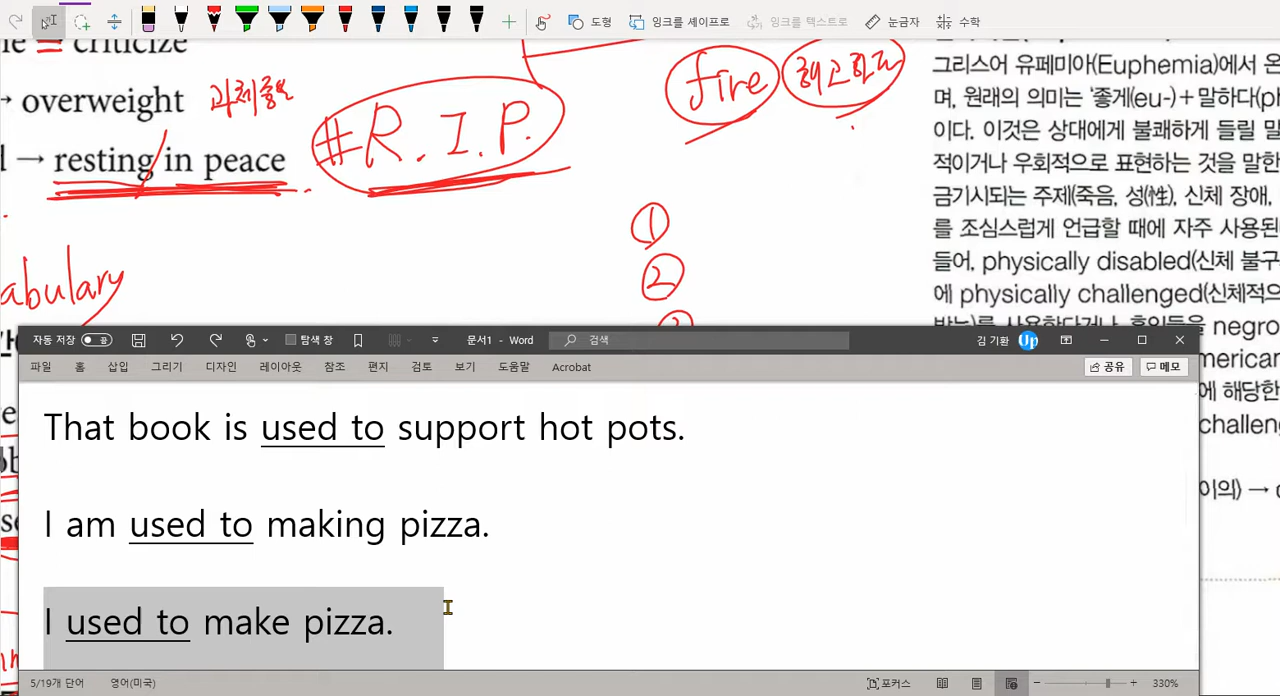 도형
잉크를 셰이프로
잉크를 텍스트로
눈금자
수학
criticize
→ overweight 과체중
→ resting in peace
#R.I.P.
fire 해고하다
①
②
그리스어 유페미아(Euphemia)에서 온
며, 원래의 의미는 '좋게(eu-)+말하다(ph
이다. 이것은 상대에게 불쾌하게 들릴 말
적이거나 우회적으로 표현하는 것을 말한
금기시되는 주제(죽음, 성(性), 신체 장애,
를 조심스럽게 언급할 때에 자주 사용된
들어, physically disabled(신체 불구
에 physically challenged(신체적으
negro
merican
에 해당한
challen
이의) →
abulary
자동 저장 끔 탐색 창 문서1 - Word 검색 김 기환 Up
파일 홈 삽입 그리기 디자인 레이아웃 참조 편지 검토 보기 도움말 Acrobat 공유 메모
That book is used to support hot pots.
I am used to making pizza.
I used to make pizza.
5/19개 단어 영어(미국) 포커스 330%